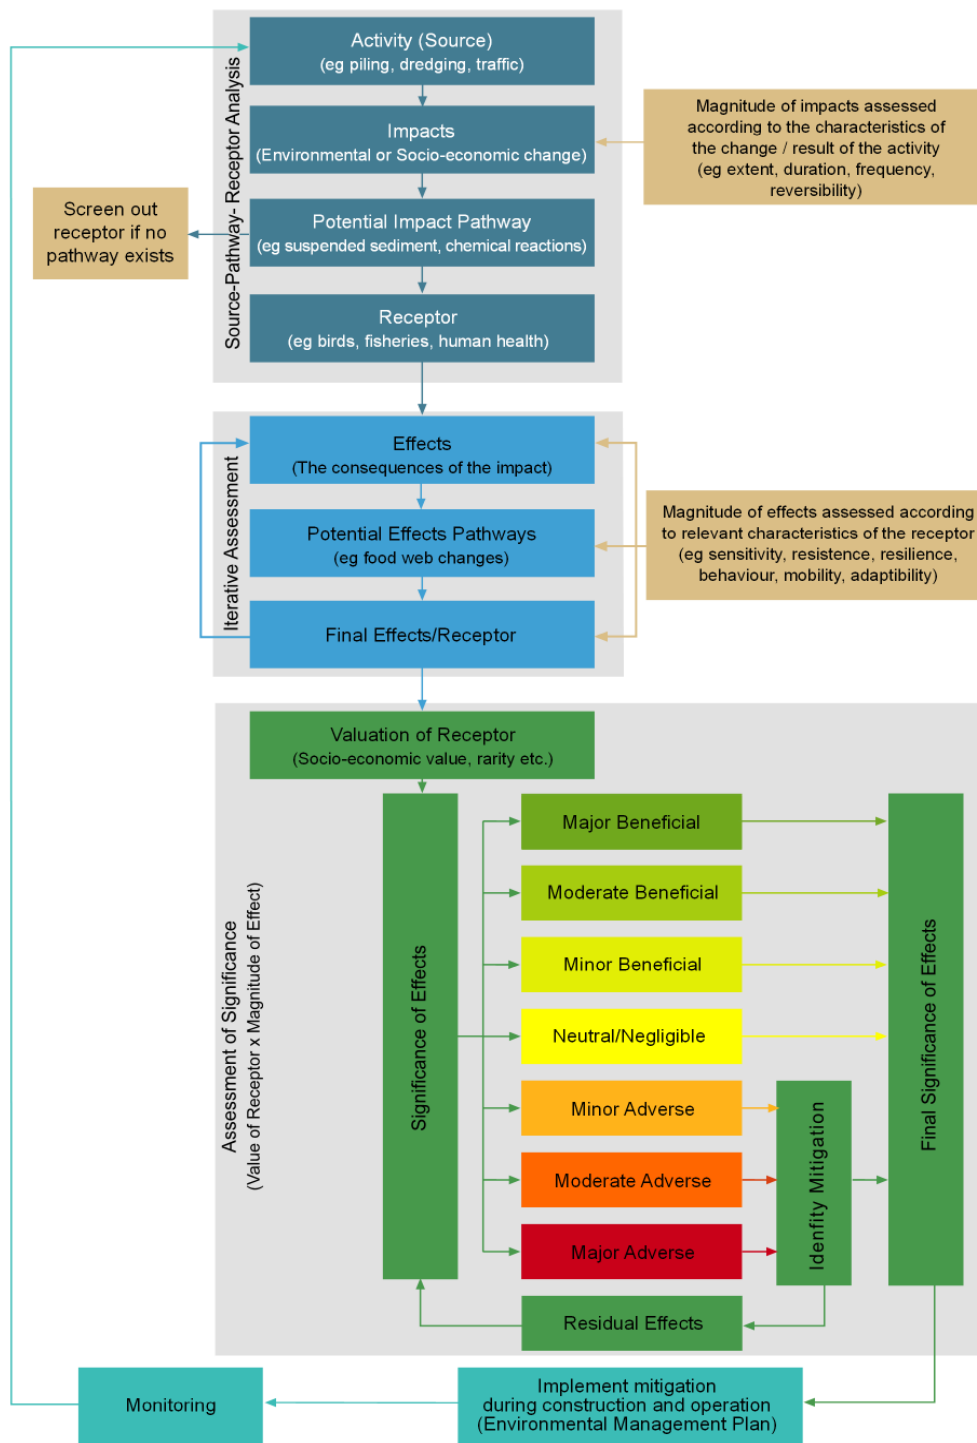 Source-Pathway- Receptor Analysis
Activity (Source)
(eg piling, dredging, traffic)
Impacts
(Environmental or Socio-economic change)
Magnitude of impacts assessed
according to the characteristics of
the change / result of the activity
(eg extent, duration, frequency,
reversibility)
Screen out
receptor if no
pathway exists
Potential Impact Pathway
(eg suspended sediment, chemical reactions)
Receptor
(eg birds, fisheries, human health)
Iterative Assessment
Effects
(The consequences of the impact)
Potential Effects Pathways
(eg food web changes)
Magnitude of effects assessed according
to relevant characteristics of the receptor
(eg sensitivity, resistence, resilience,
behaviour, mobility, adaptibility)
Final Effects/Receptor
Assessment of Significance
(Value of Receptor x Magnitude of Effect)
Valuation of Receptor
(Socio-economic value, rarity etc.)
Significance of Effects
Major Beneficial
Moderate Beneficial
Minor Beneficial
Neutral/Negligible
Minor Adverse
Moderate Adverse
Major Adverse
Idenfity Mitigation
Final Significance of Effects
Residual Effects
Monitoring
Implement mitigation
during construction and operation
(Environmental Management Plan)